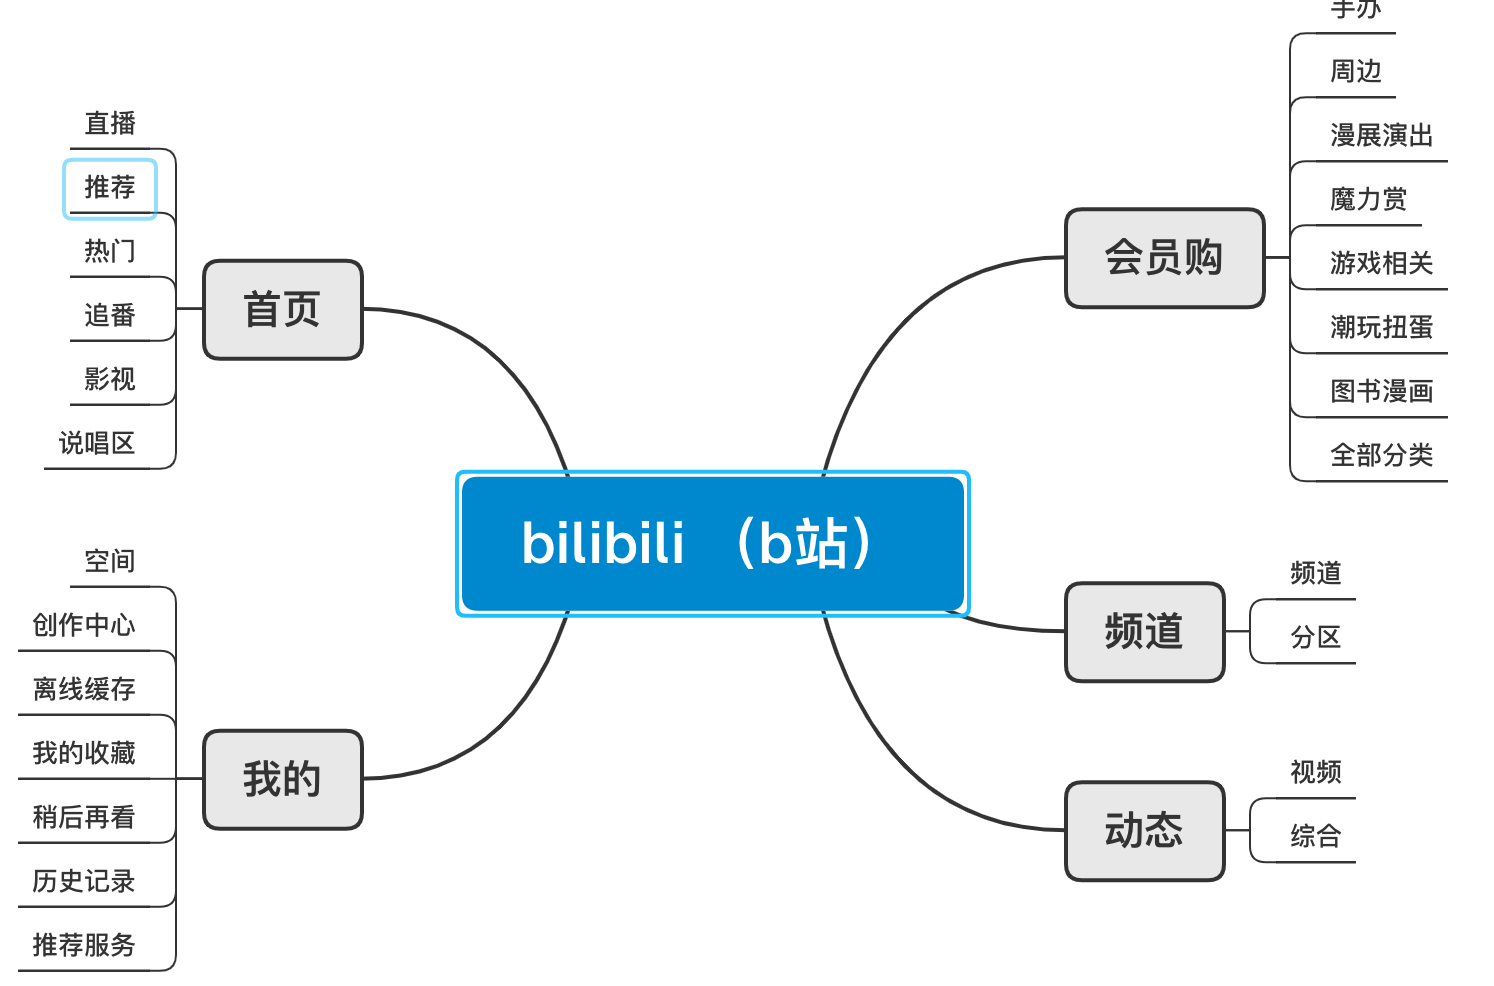 bilibili （b站）
首页
直播
推荐
热门
追番
影视
说唱区
我的
空间
创作中心
离线缓存
我的收藏
稍后再看
历史记录
推荐服务
会员购
手办
周边
漫展演出
魔力赏
游戏相关
潮玩扭蛋
图书漫画
全部分类
频道
频道
分区
动态
视频
综合